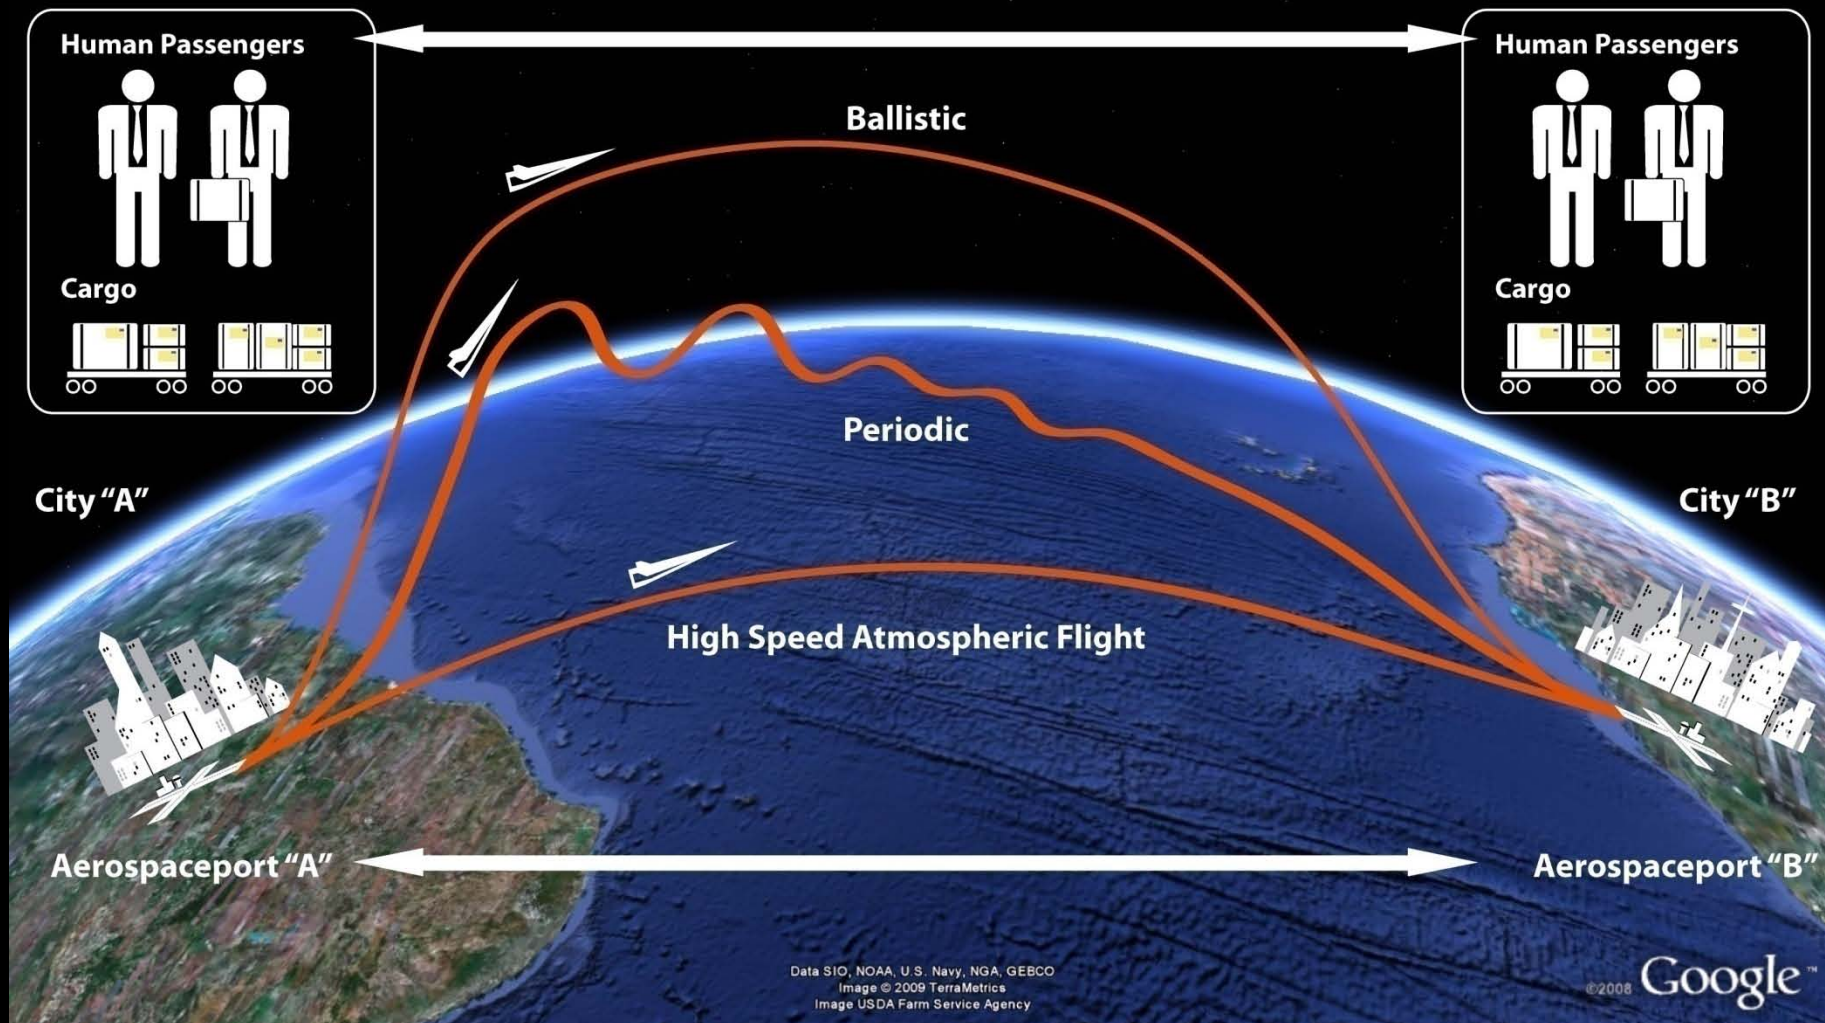 Human Passengers
Human Passengers
Ballistic
Cargo
Cargo
Periodic
City “A”
City “B”
High Speed Atmospheric Flight
Aerospaceport “A”
Aerospaceport “B”
Data SIO, NOAA, U.S. Navy, NGA, GEBCO
Image © 2009 TerraMetrics
Image USDA Farm Service Agency
©2008 Google™